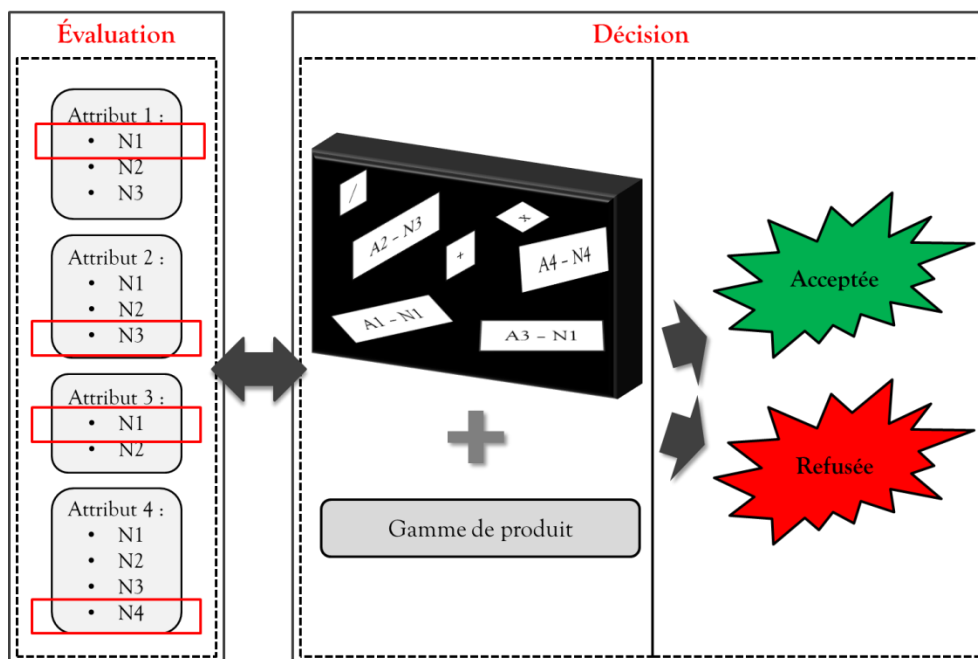 Évaluation
Attribut 1 :
• N1
• N2
• N3
Attribut 2 :
• N1
• N2
• N3
Attribut 3 :
• N1
• N2
Attribut 4 :
• N1
• N2
• N3
• N4
Décision
/
A2 – N3
+
x
A4 – N4
A1 – N1
A3 – N1
Gamme de produit
Acceptée
Refusée